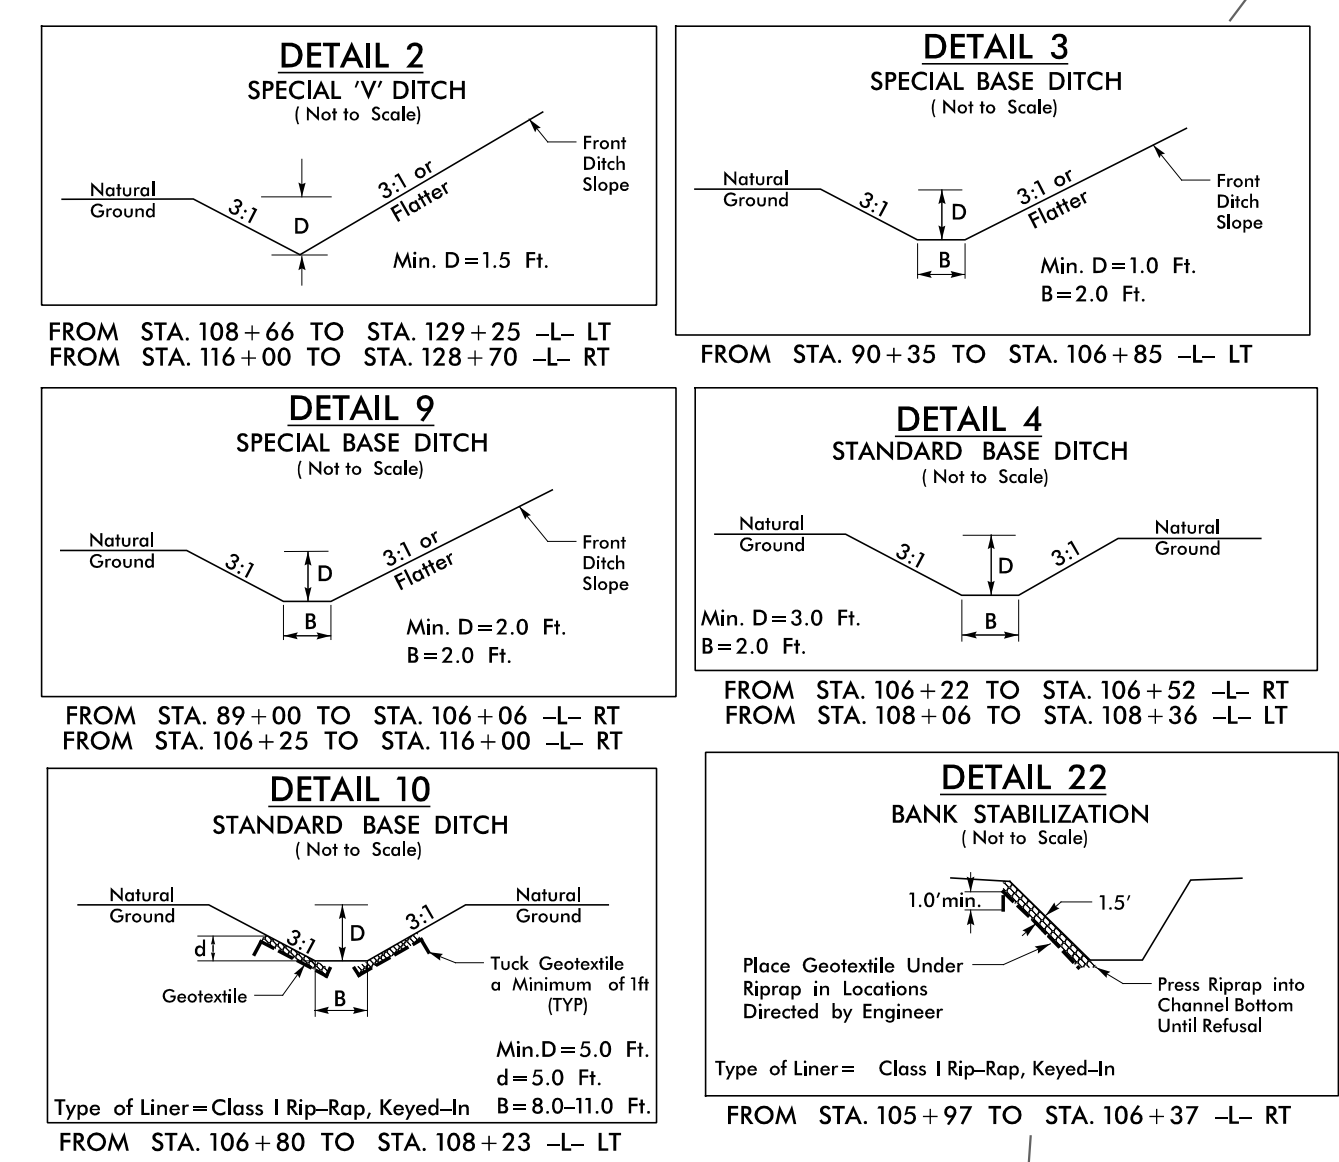 DETAIL 2
SPECIAL 'V' DITCH
( Not to Scale)
Natural
Ground
3:1
D
3:1 or
Flatter
Front
Ditch
Slope
Min. D=1.5 Ft.
FROM STA. 108+66 TO STA. 129+25 -L- LT
FROM STA. 116+00 TO STA. 128+70 -L- RT
DETAIL 3
SPECIAL BASE DITCH
( Not to Scale)
Natural
Ground
3:1
D
3:1 or
Flatter
Front
Ditch
Slope
B
Min. D=1.0 Ft.
B=2.0 Ft.
FROM STA. 90+35 TO STA. 106+85 -L- LT
DETAIL 9
SPECIAL BASE DITCH
( Not to Scale)
Natural
Ground
3:1
D
3:1 or
Flatter
Front
Ditch
Slope
B
Min. D=2.0 Ft.
B=2.0 Ft.
FROM STA. 89+00 TO STA. 106+06 -L- RT
FROM STA. 106+25 TO STA. 116+00 -L- RT
DETAIL 4
STANDARD BASE DITCH
( Not to Scale)
Natural
Ground
3:1
D
3:1
Natural
Ground
B
Min. D=3.0 Ft.
B=2.0 Ft.
FROM STA. 106+22 TO STA. 106+52 -L- RT
FROM STA. 108+06 TO STA. 108+36 -L- LT
DETAIL 10
STANDARD BASE DITCH
( Not to Scale)
Natural
Ground
3:1
D
3:1
Natural
Ground
d
Geotextile
B
Tuck Geotextile
a Minimum of 1ft
(TYP)
Min.D=5.0 Ft.
d=5.0 Ft.
Type of Liner=Class I Rip-Rap, Keyed-In B=8.0-11.0 Ft.
FROM STA. 106+80 TO STA. 108+23 -L- LT
DETAIL 22
BANK STABILIZATION
( Not to Scale)
1.0'min.
1.5'
Place Geotextile Under
Riprap in Locations
Directed by Engineer
Press Riprap into
Channel Bottom
Until Refusal
Type of Liner= Class I Rip-Rap, Keyed-In
FROM STA. 105+97 TO STA. 106+37 -L- RT